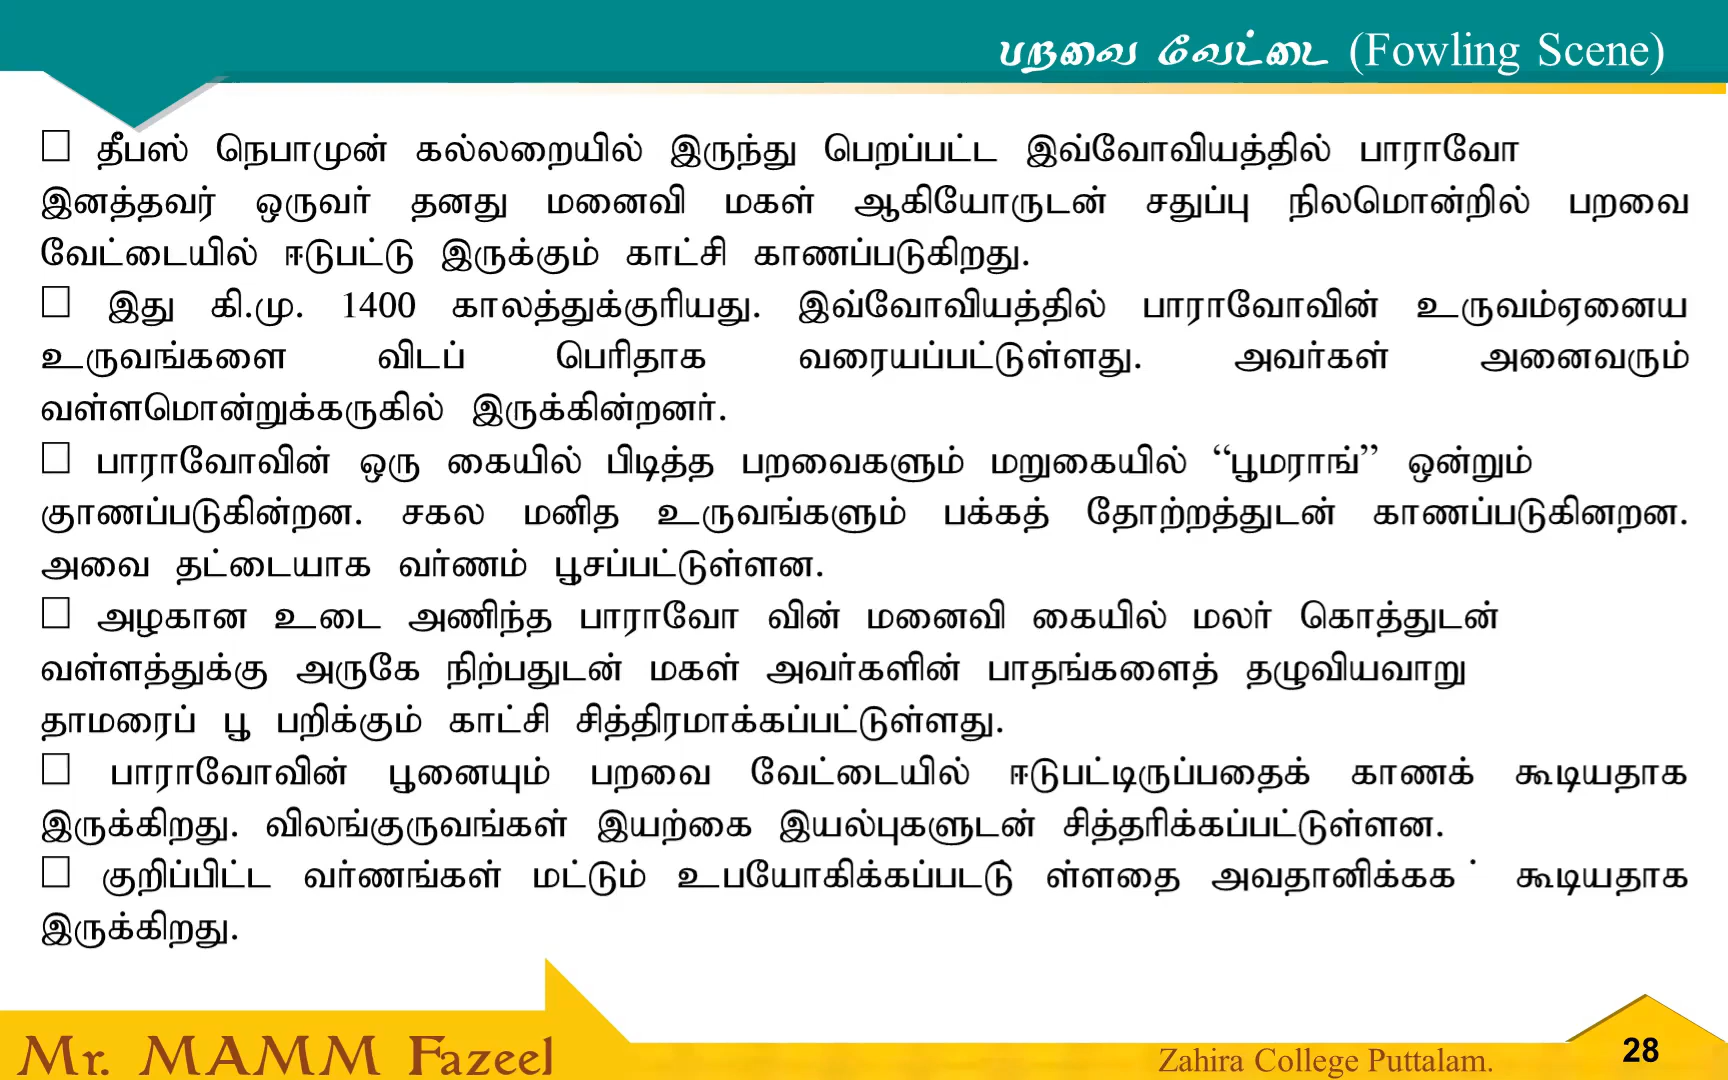 பறவை வேட்டை (Fowling Scene)
□ தீபஸ் நெபாமுன் கல்லறையில் இருந்து பெறப்பட்ட இவ்வோவியத்தில் பாராவோ
இனத்தவர் ஒருவர் தனது மனைவி மகள் ஆகியோருடன் சதுப்பு நிலமொன்றில் பறவை
வேட்டையில் ஈடுபட்டு இருக்கும் காட்சி காணப்படுகிறது.
□ இது கி.மு. 1400 காலத்துக்குரியது. இவ்வோவியத்தில் பாராவோவின் உருவம்ஏனைய
உருவங்களை விடப் பெரிதாக வரையப்பட்டுள்ளது. அவர்கள் அனைவரும்
வள்ளமொன்றுக்கருகில் இருக்கின்றனர்.
□ பாராவோவின் ஒரு கையில் பிடித்த பறவைகளும் மறுகையில் “பூமராங்” ஒன்றும்
குாணப்படுகின்றன. சகல மனித உருவங்களும் பக்கத் தோற்றத்துடன் காணப்படுகினறன.
அவை தட்டையாக வர்ணம் பூசப்பட்டுள்ளன.
□ அழகான உடை அணிந்த பாராவோ வின் மனைவி கையில் மலர் கொத்துடன்
வள்ளத்துக்கு அருகே நிற்பதுடன் மகள் அவர்களின் பாதங்களைத் தழுவியவாறு
தாமரைப் பூ பறிக்கும் காட்சி சித்திரமாக்கப்பட்டுள்ளது.
□ பாராவோவின் பூனையும் பறவை வேட்டையில் ஈடுபட்டிருப்பதைக் காணக் கூடியதாக
இருக்கிறது. விலங்குருவங்கள் இயற்கை இயல்புகளுடன் சித்தரிக்கப்பட்டுள்ளன.
□ குறிப்பிட்ட வர்ணங்கள் மட்டும் உபயோகிக்கப்படடு் ள்ளதை அவதானிக்கக ் கூடியதாக
இருக்கிறது.
Mr. MAMM Fazeel
Zahira College Puttalam.
28